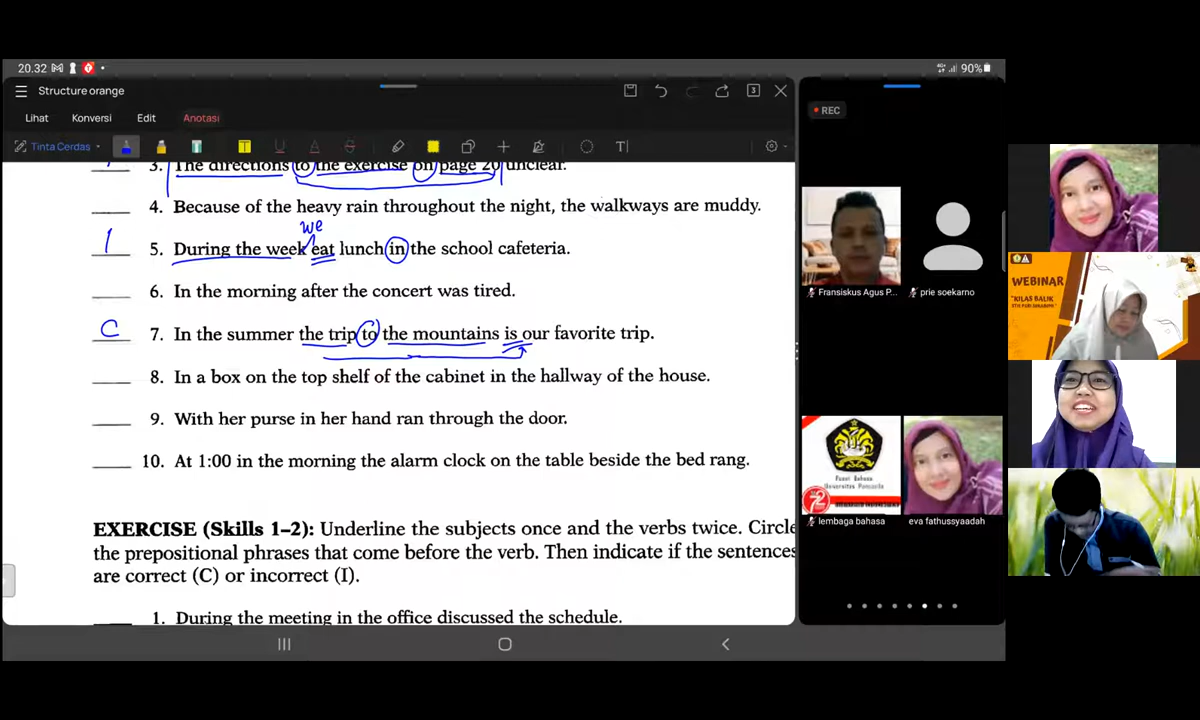 20.32
90%
Structure orange
3
Lihat Konversi Edit Anotasi
Tinta Cerdas
REC
3. The directions to the exercise on page 20 unclear.
4. Because of the heavy rain throughout the night, the walkways are muddy.
we
I 5. During the week eat lunch in the school cafeteria.
6. In the morning after the concert was tired.
C 7. In the summer the trip to the mountains is our favorite trip.
8. In a box on the top shelf of the cabinet in the hallway of the house.
9. With her purse in her hand ran through the door.
10. At 1:00 in the morning the alarm clock on the table beside the bed rang.
EXERCISE (Skills 1–2): Underline the subjects once and the verbs twice. Circle
the prepositional phrases that come before the verb. Then indicate if the sentences
are correct (C) or incorrect (I).
1. During the meeting in the office discussed the schedule.
Fransiskus Agus P...
prie soekarno
Pusat Bahasa
Universitas Pancasila
lembaga bahasa
eva fathussyaadah
WEBINAR
"KILAS BALIK